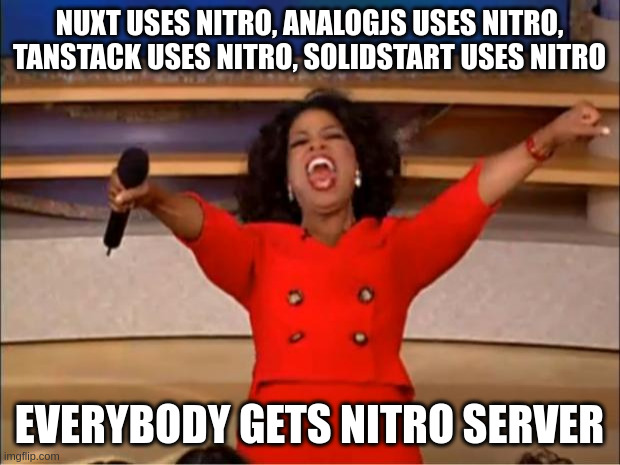 NUXT USES NITRO, ANALOGJS USES NITRO,
TANSTACK USES NITRO, SOLIDSTART USES NITRO
EVERYBODY GETS NITRO SERVER
imgflip.com